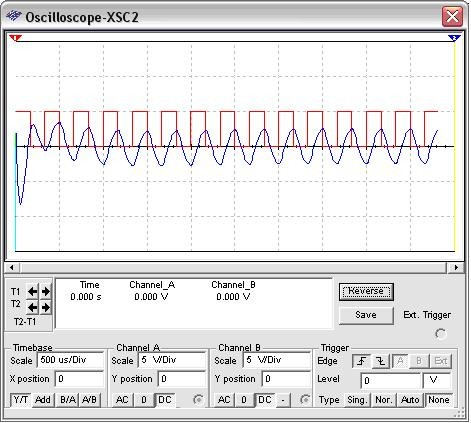 Oscilloscope-XSC2
1 2
Time Channel_A Channel_B
T1 0.000 s 0.000 V 0.000 V
T2
T2-T1
Reverse
Save Ext. Trigger
Timebase Channel A Channel B Trigger
Scale 500 us/Div Scale 5 V/Div Scale 5 V/Div Edge A B Ext
X position 0 Y position 0 Y position 0 Level 0 V
Y/T Add B/A A/B AC 0 DC AC 0 DC - Type Sing. Nor. Auto None